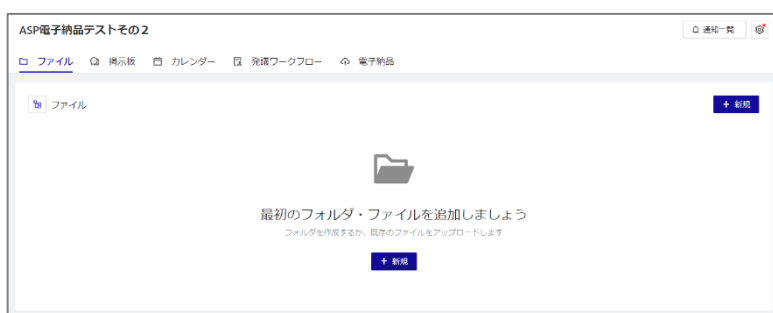 ASP電子納品テストその2
通知一覧
ファイル 掲示板 カレンダー 発議ワークフロー 電子納品
ファイル
+ 新規
最初のフォルダ・ファイルを追加しましょう
フォルダを作成するか、既存のファイルをアップロードします
+ 新規